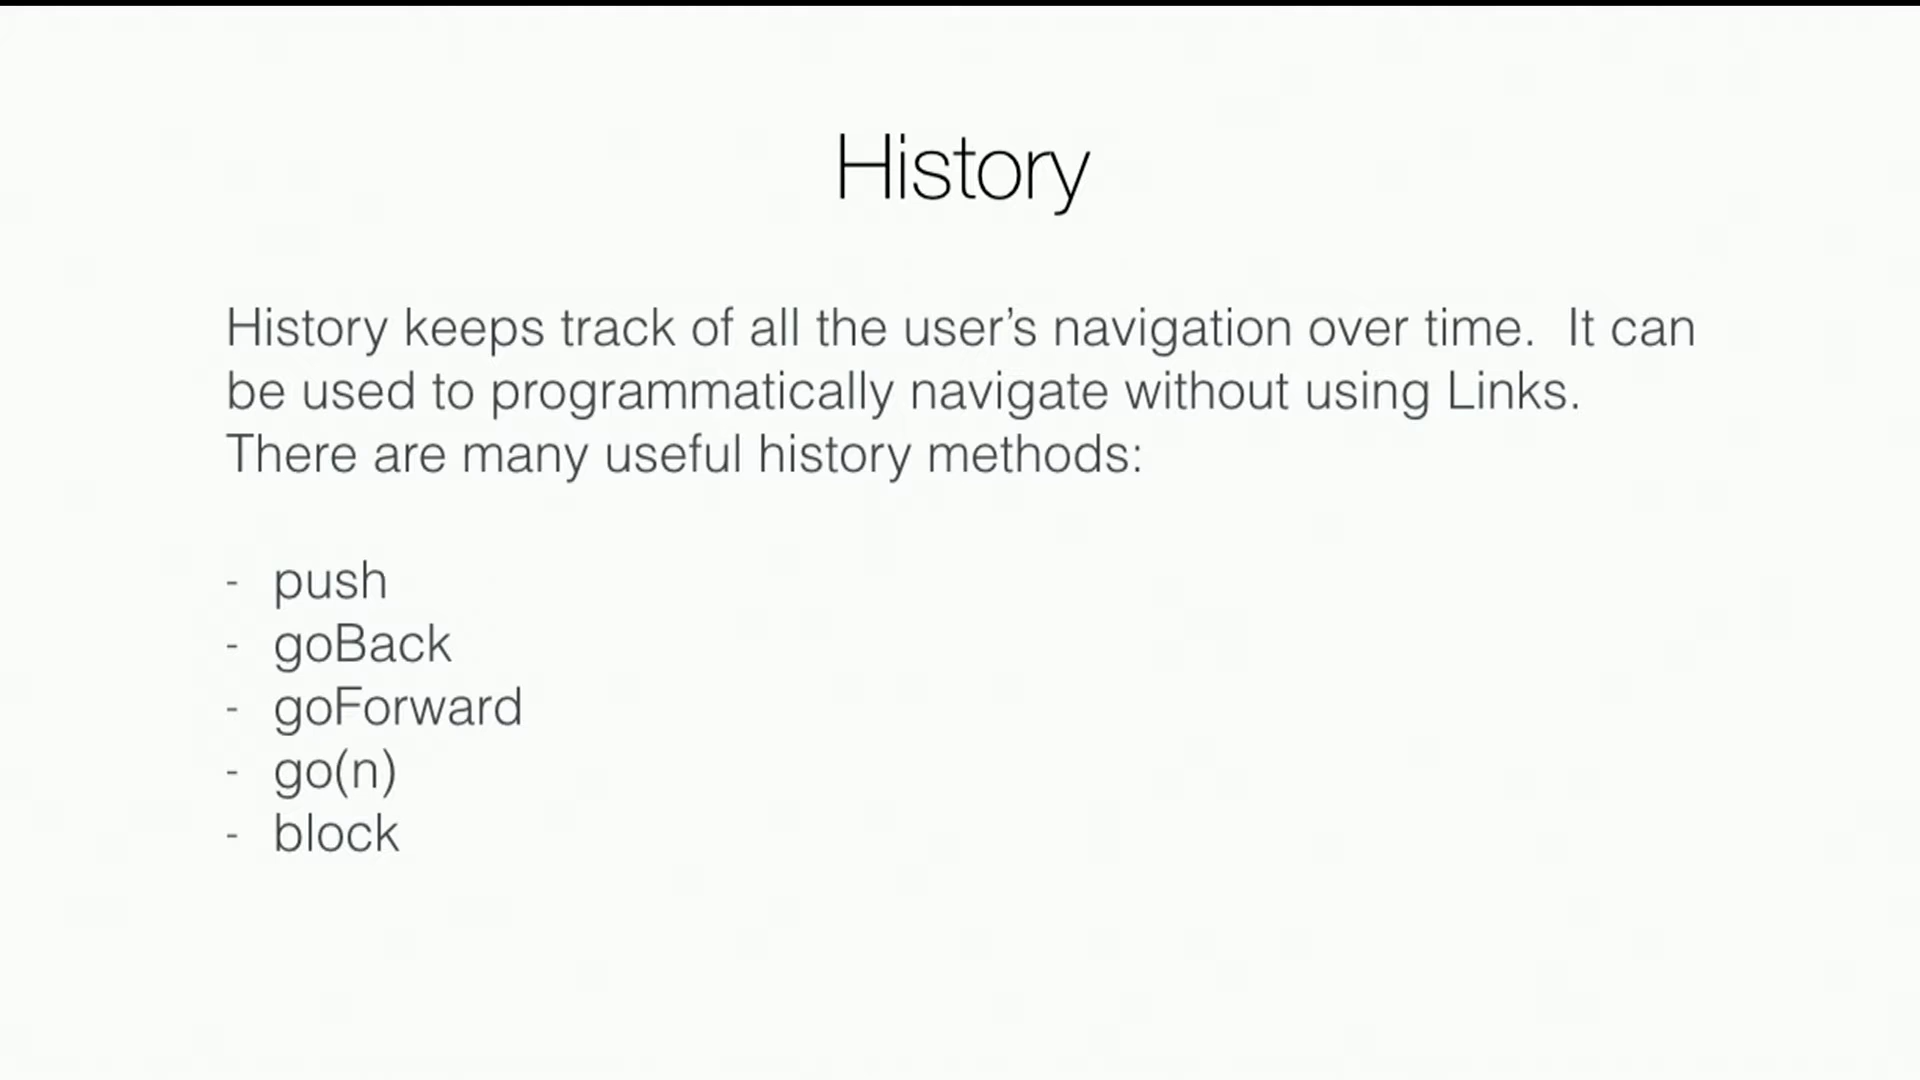 History
History keeps track of all the user’s navigation over time.  It can
be used to programmatically navigate without using Links.
There are many useful history methods:
- push
- goBack
- goForward
- go(n)
- block